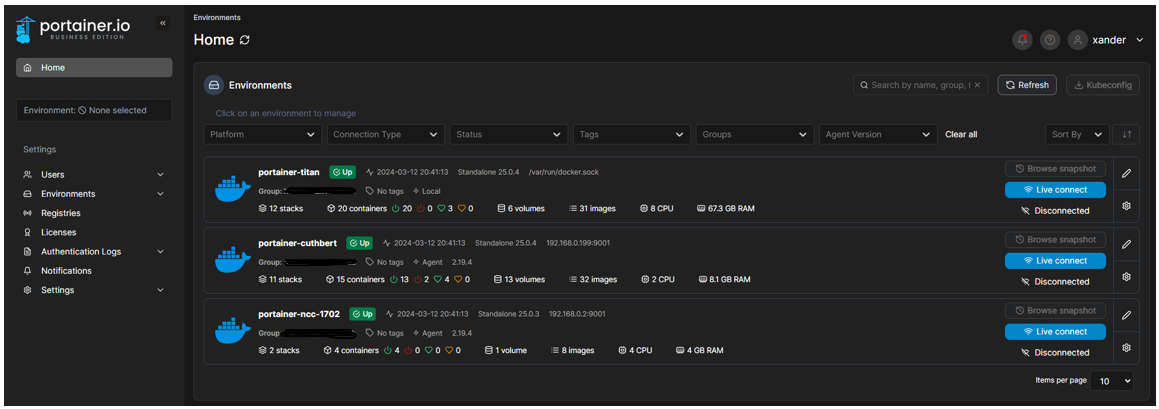 portainer.io
BUSINESS EDITION
Home
Environment: None selected
Settings
Users
Environments
Registries
Licenses
Authentication Logs
Notifications
Settings
Environments
Home
xander
Environments
Search by name, group, t
Refresh
Kubeconfig
Click on an environment to manage
Platform Connection Type Status Tags Groups Agent Version Clear all Sort By
portainer-titan Up 2024-03-12 20:41:13 Standalone 25.0.4 /var/run/docker.sock
Browse snapshot
Group: No tags Local
Live connect
12 stacks 20 containers 20 0 3 0 6 volumes 31 images 8 CPU 67.3 GB RAM
Disconnected
portainer-cuthbert Up 2024-03-12 20:41:13 Standalone 25.0.4 192.168.0.199:9001
Browse snapshot
Group: No tags Agent 2.19.4
Live connect
11 stacks 15 containers 13 2 4 0 13 volumes 32 images 2 CPU 8.1 GB RAM
Disconnected
portainer-ncc-1702 Up 2024-03-12 20:41:13 Standalone 25.0.3 192.168.0.2:9001
Browse snapshot
Group: No tags Agent 2.19.4
Live connect
2 stacks 4 containers 4 0 0 0 1 volume 8 images 4 CPU 4 GB RAM
Disconnected
Items per page 10